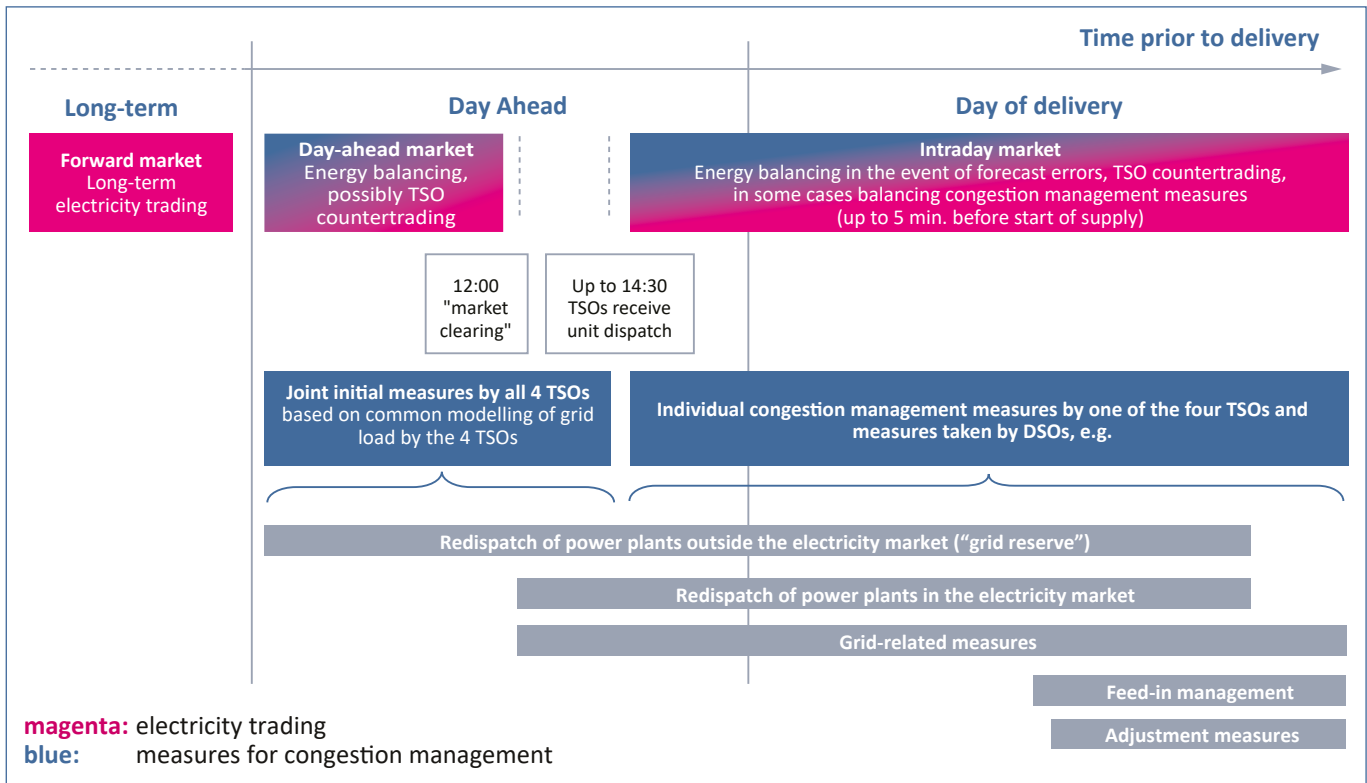 Time prior to delivery
Long-term
Day Ahead
Day of delivery
Forward market
Long-term
electricity trading
Day-ahead market
Energy balancing,
possibly TSO
countertrading
Intraday market
Energy balancing in the event of forecast errors, TSO countertrading,
in some cases balancing congestion management measures
(up to 5 min. before start of supply)
12:00
"market
clearing"
Up to 14:30
TSOs receive
unit dispatch
Joint initial measures by all 4 TSOs
based on common modelling of grid
load by the 4 TSOs
Individual congestion management measures by one of the four TSOs and
measures taken by DSOs, e.g.
Redispatch of power plants outside the electricity market (“grid reserve”)
Redispatch of power plants in the electricity market
Grid-related measures
Feed-in management
Adjustment measures
magenta: electricity trading
blue: measures for congestion management